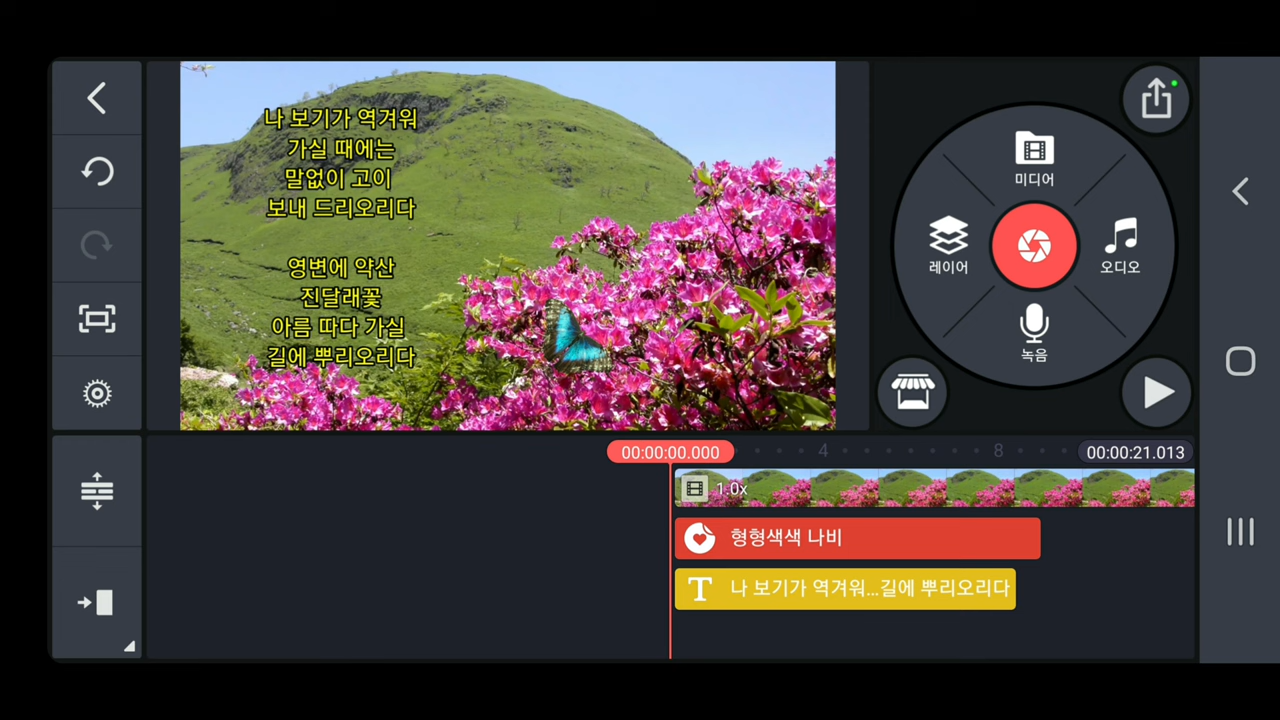 나 보기가 역겨워
가실 때에는
말없이 고이
보내 드리오리다
영변에 약산
진달래꽃
아름 따다 가실
길에 뿌리오리다
미디어
레이어
오디오
녹음
00:00:00.000
4
8
00:00:21.013
1.0x
형형색색 나비
T 나 보기가 역겨워...길에 뿌리오리다